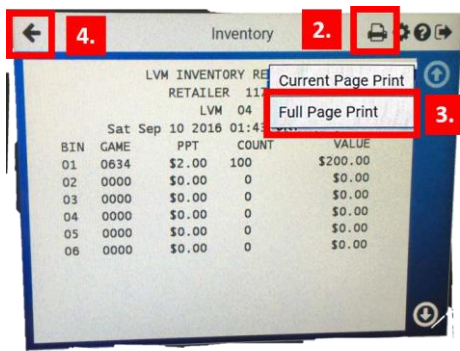 4. Inventory 2.
LVM INVENTORY RE
Current Page Print
RETAILER 117
Full Page Print 3.
LVM 04
Sat Sep 10 2016 01:43
BIN GAME PPT COUNT VALUE
01 0634 $2.00 100 $200.00
02 0000 $0.00 0 $0.00
03 0000 $0.00 0 $0.00
04 0000 $0.00 0 $0.00
05 0000 $0.00 0 $0.00
06 0000 $0.00 0 $0.00